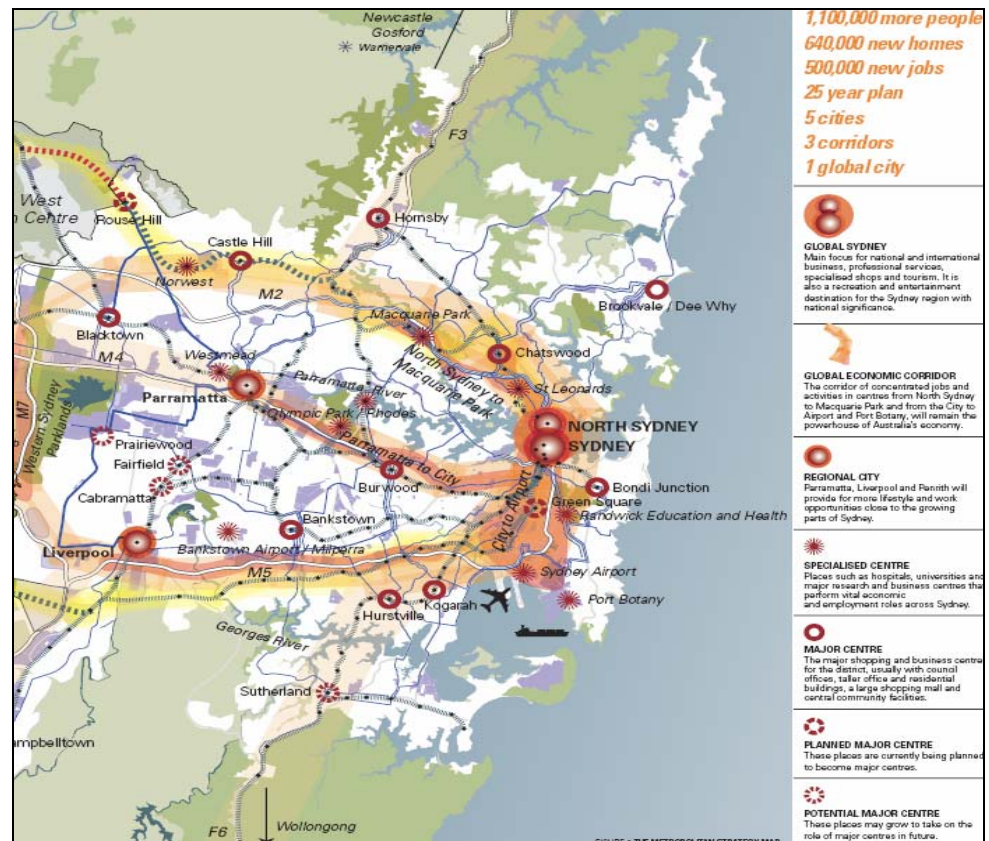 Newcastle
Gosford
Warnervale
F3
West
Centre
Rouse Hill
Hornsby
Castle Hill
Norwest
M2
Brookvale / Dee Why
Macquarie Park
Blacktown
Chatswood
M4
Westmead
North Sydney to
Macquarie Park
St Leonards
Parramatta River
Parramatta
Olympic Park / Rhodes
NORTH SYDNEY
SYDNEY
M7
Western Sydney
Parklands
Prairiewood
Parramatta to City
Fairfield
Cabramatta
Burwood
Bondi Junction
City to Airport
Green Square
Randwick Education and Health
Bankstown
Liverpool
Bankstown Airport / Milperra
M5
Sydney Airport
Kogarah
Port Botany
Hurstville
Georges River
Sutherland
mpbelltown
F6
Wollongong
THE METROPOLITAN STRATEGY MAP
1,100,000 more people
640,000 new homes
500,000 new jobs
25 year plan
5 cities
3 corridors
1 global city
GLOBAL SYDNEY
Main focus for national and international
business, professional services,
specialised shops and tourism. It is
also a recreation and entertainment
destination for the Sydney region with
national significance.
GLOBAL ECONOMIC CORRIDOR
The corridor of concentrated jobs and
activities in centres from North Sydney
to Macquarie Park and from the City to
Airport and Port Botany, will remain the
powerhouse of Australia's economy.
REGIONAL CITY
Parramatta, Liverpool and Penrith will
provide for more lifestyle and work
opportunities close to the growing
parts of Sydney.
SPECIALISED CENTRE
Places such as hospitals, universities and
major research and business centres tha
perform vital economic
and employment roles across Sydney.
MAJOR CENTRE
The major shopping and business centre
for the district, usually with council
offices, taller office and residential
buildings, a large shopping mall and
central community facilities.
PLANNED MAJOR CENTRE
These places are currently being planned
to become major centres.
POTENTIAL MAJOR CENTRE
These places may grow to take on the
role of major centres in future.